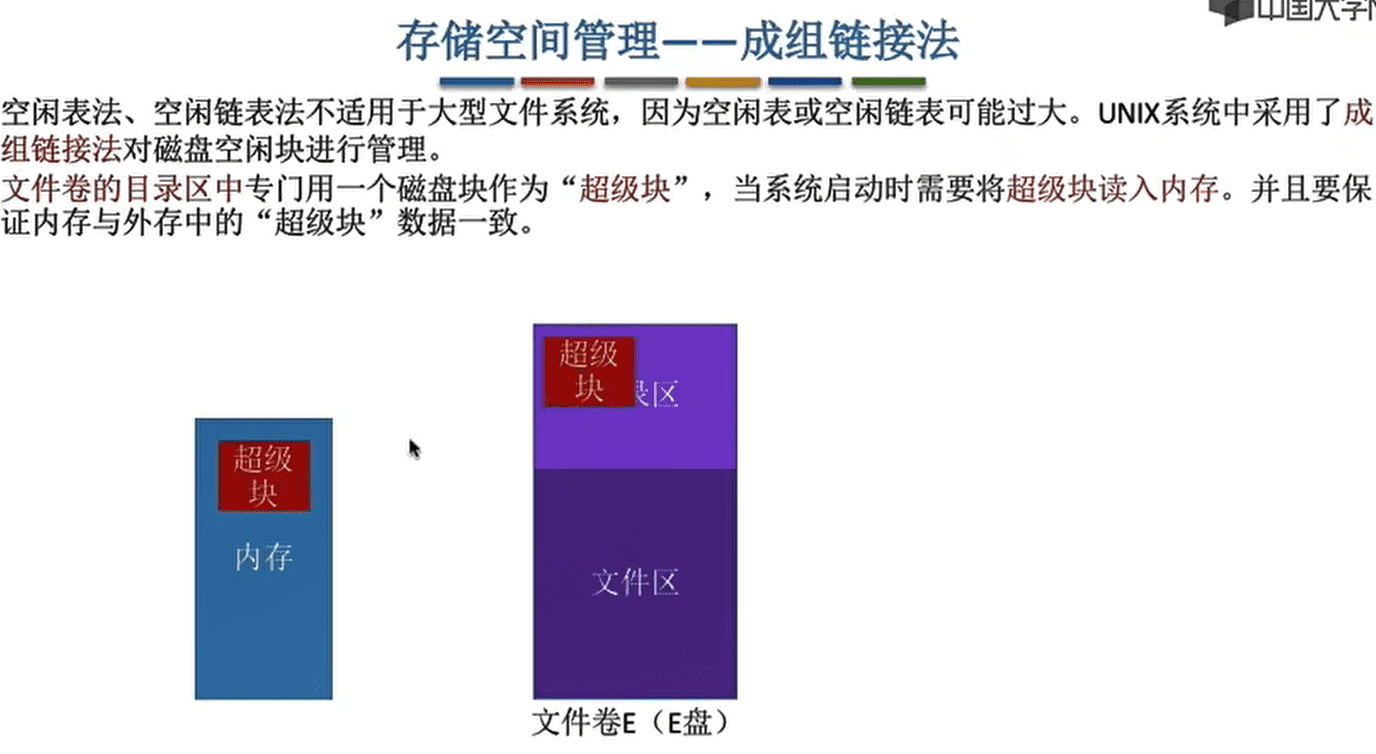 中国大学
存储空间管理——成组链接法
空闲表法、空闲链表法不适用于大型文件系统，因为空闲表或空闲链表可能过大。UNIX系统中采用了成
组链接法对磁盘空闲块进行管理。
文件卷的目录区中专门用一个磁盘块作为“超级块”，当系统启动时需要将超级块读入内存。并且要保
证内存与外存中的“超级块”数据一致。
超级
块
录区
超级
块
内存
文件区
文件卷E（E盘）